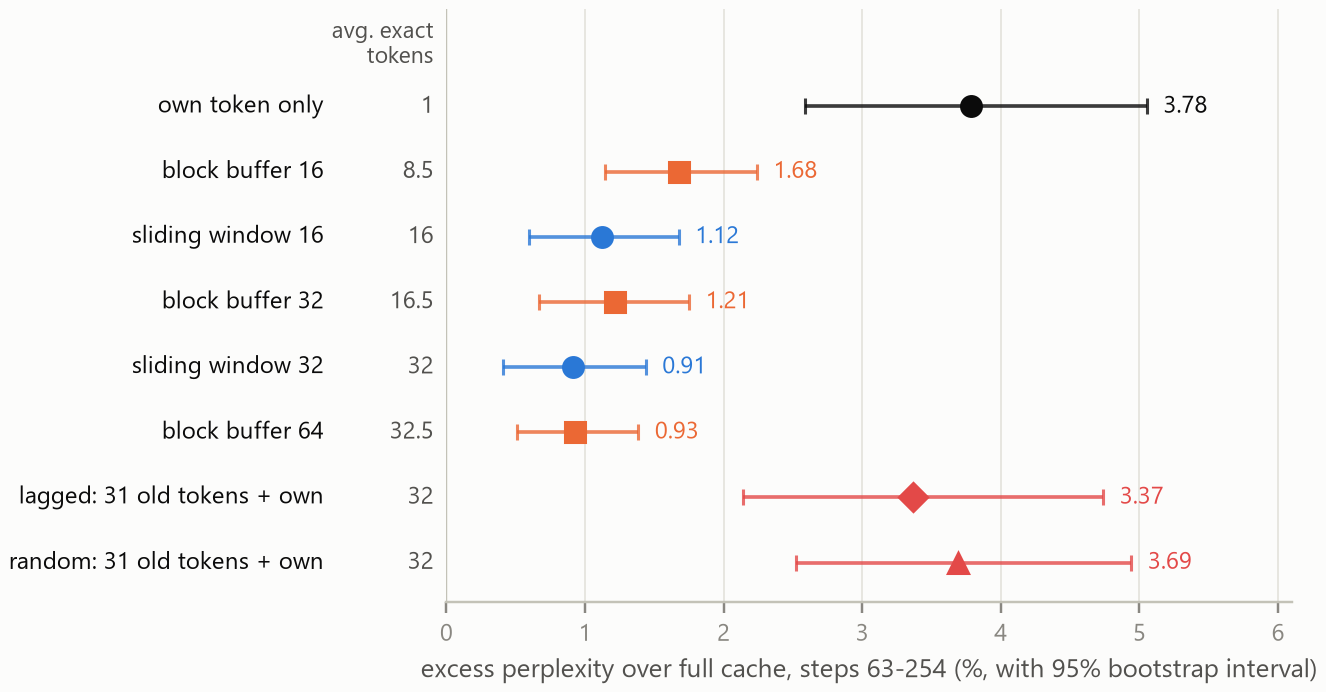 avg. exact
tokens
own token only 1 3.78
block buffer 16 8.5 1.68
sliding window 16 16 1.12
block buffer 32 16.5 1.21
sliding window 32 32 0.91
block buffer 64 32.5 0.93
lagged: 31 old tokens + own 32 3.37
random: 31 old tokens + own 32 3.69
0 1 2 3 4 5 6
excess perplexity over full cache, steps 63-254 (%, with 95% bootstrap interval)